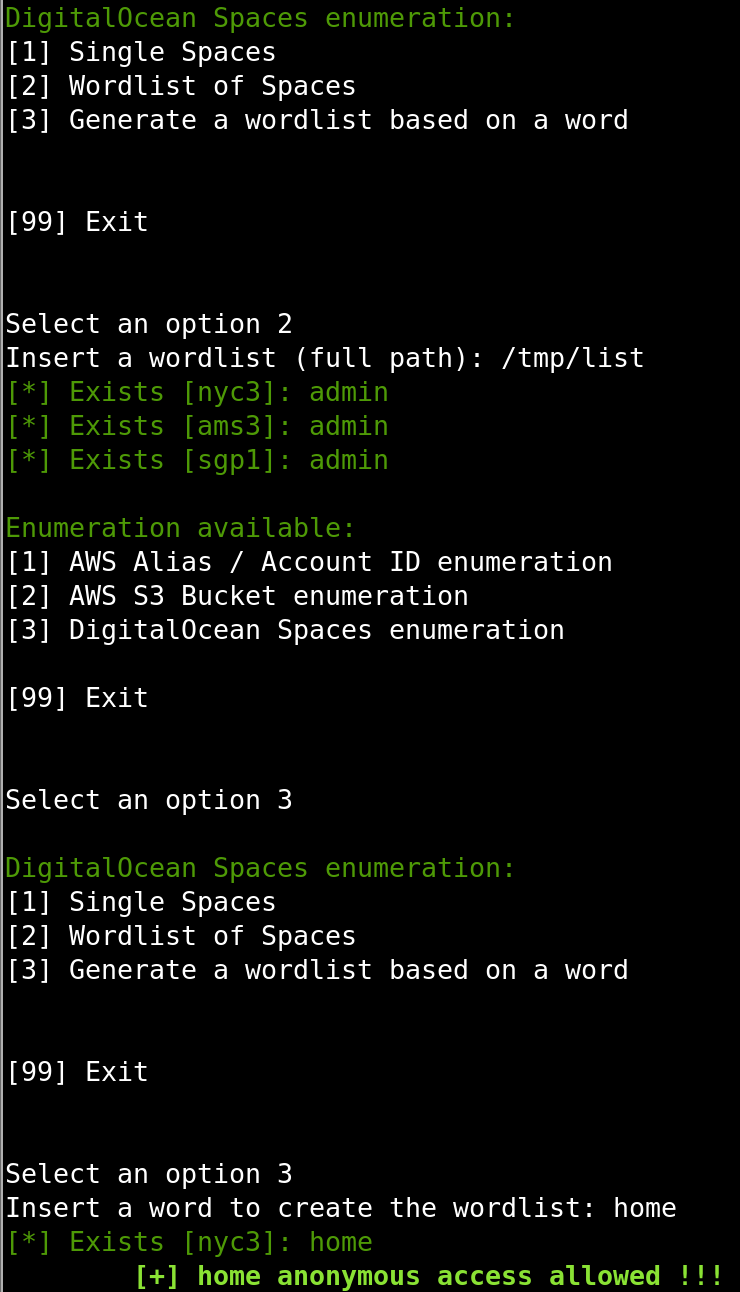 DigitalOcean Spaces enumeration:
[1] Single Spaces
[2] Wordlist of Spaces
[3] Generate a wordlist based on a word
[99] Exit
Select an option 2
Insert a wordlist (full path): /tmp/list
[*] Exists [nyc3]: admin
[*] Exists [ams3]: admin
[*] Exists [sgp1]: admin
Enumeration available:
[1] AWS Alias / Account ID enumeration
[2] AWS S3 Bucket enumeration
[3] DigitalOcean Spaces enumeration
[99] Exit
Select an option 3
DigitalOcean Spaces enumeration:
[1] Single Spaces
[2] Wordlist of Spaces
[3] Generate a wordlist based on a word
[99] Exit
Select an option 3
Insert a word to create the wordlist: home
[*] Exists [nyc3]: home
[+] home anonymous access allowed !!!